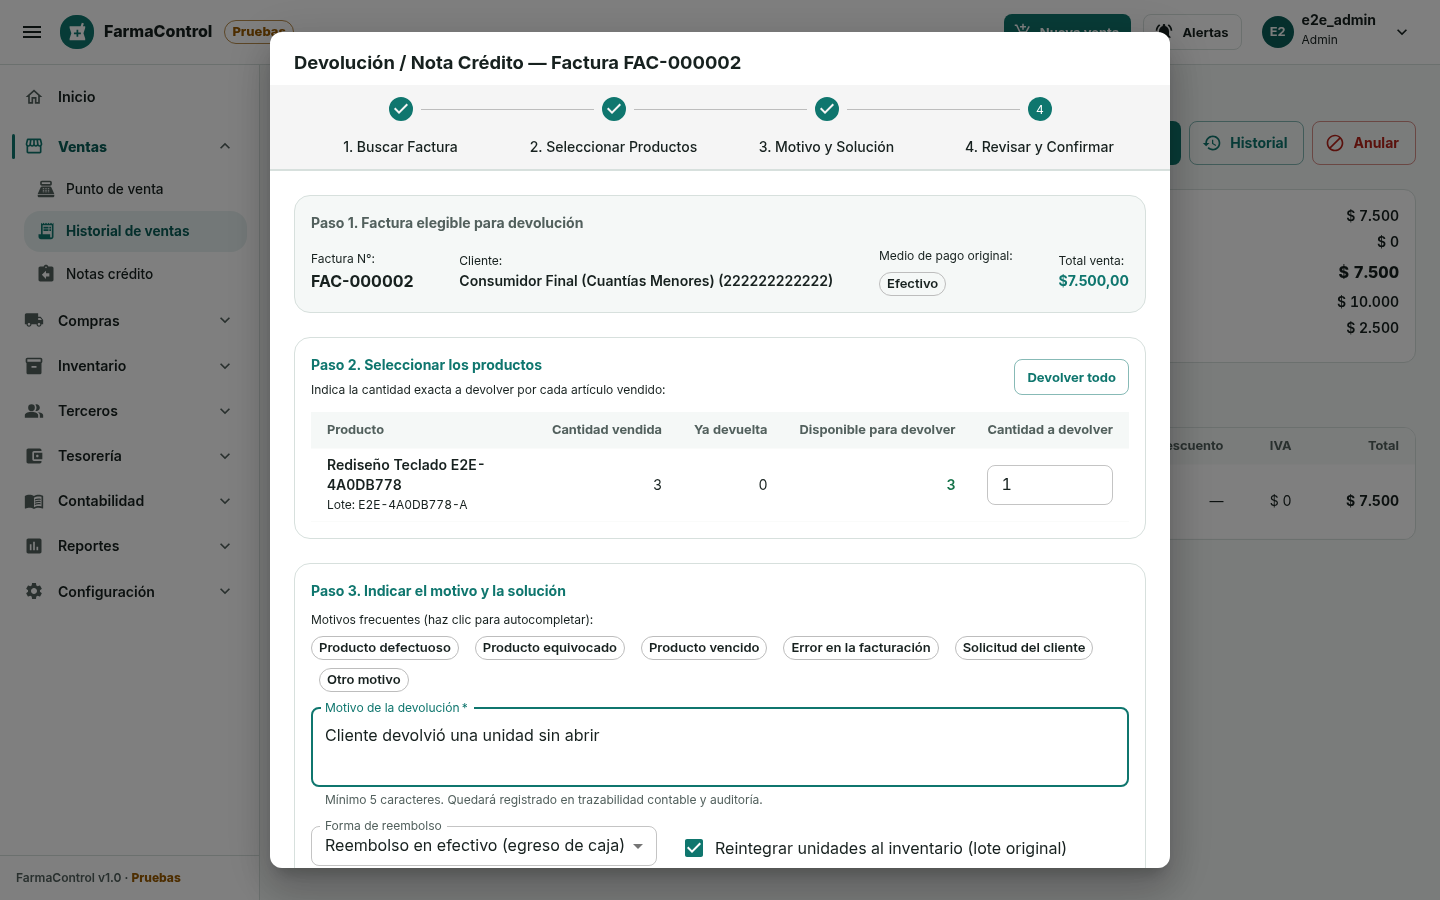 FarmaControl
Pruebas
Nueva venta
Alertas
E2
e2e_admin
Admin
Inicio
Ventas
Punto de venta
Historial de ventas
Notas crédito
Compras
Inventario
Terceros
Tesorería
Contabilidad
Reportes
Configuración
FarmaControl v1.0 · Pruebas
Historial
Anular
$ 7.500
$ 0
$ 7.500
$ 10.000
$ 2.500
IVA
Total
—
$ 0
$ 7.500
Devolución / Nota Crédito — Factura FAC-000002
4
1. Buscar Factura
2. Seleccionar Productos
3. Motivo y Solución
4. Revisar y Confirmar
Paso 1. Factura elegible para devolución
Factura N°:
FAC-000002
Cliente:
Consumidor Final (Cuantías Menores) (222222222222)
Medio de pago original:
Efectivo
Total venta:
$7.500,00
Paso 2. Seleccionar los productos
Indica la cantidad exacta a devolver por cada artículo vendido:
Devolver todo
Producto
Cantidad vendida
Ya devuelta
Disponible para devolver
Cantidad a devolver
Rediseño Teclado E2E-
4A0DB778
Lote: E2E-4A0DB778-A
3
0
3
1
Paso 3. Indicar el motivo y la solución
Motivos frecuentes (haz clic para autocompletar):
Producto defectuoso
Producto equivocado
Producto vencido
Error en la facturación
Solicitud del cliente
Otro motivo
Motivo de la devolución *
Cliente devolvió una unidad sin abrir
Mínimo 5 caracteres. Quedará registrado en trazabilidad contable y auditoría.
Forma de reembolso
Reembolso en efectivo (egreso de caja)
Reintegrar unidades al inventario (lote original)